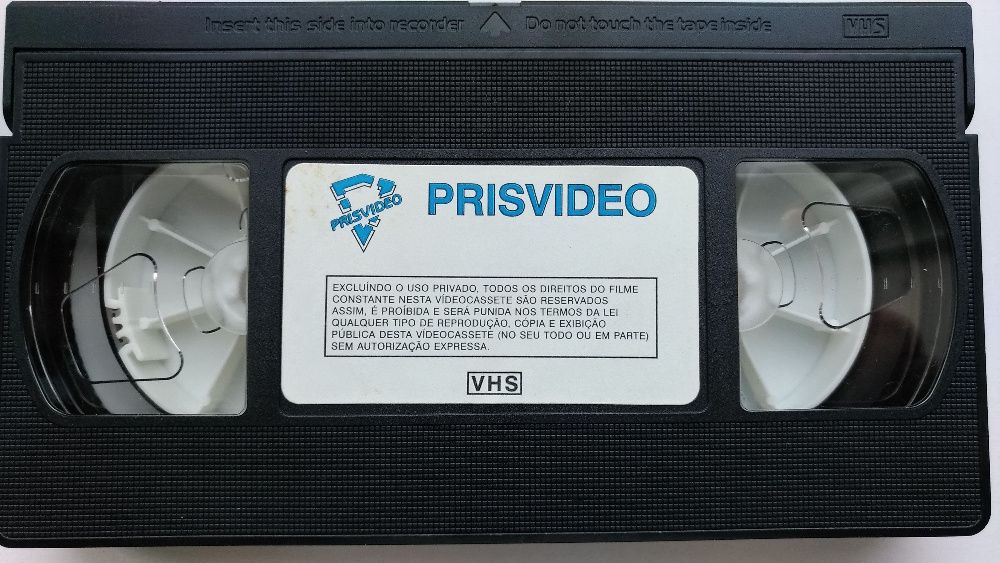 Insert this side into recorder Do not touch the tape inside VHS
PRISVIDEO PRISVIDEO
EXCLUÍNDO O USO PRIVADO, TODOS OS DIREITOS DO FILME
CONSTANTE NESTA VÍDEOCASSETE SÃO RESERVADOS
ASSIM, É PROÍBIDA E SERÁ PUNIDA NOS TERMOS DA LEI
QUALQUER TIPO DE REPRODUÇÃO, CÓPIA E EXIBIÇÃO
PÚBLICA DESTA VÍDEOCASSETE (NO SEU TODO OU EM PARTE)
SEM AUTORIZAÇÃO EXPRESSA.
VHS